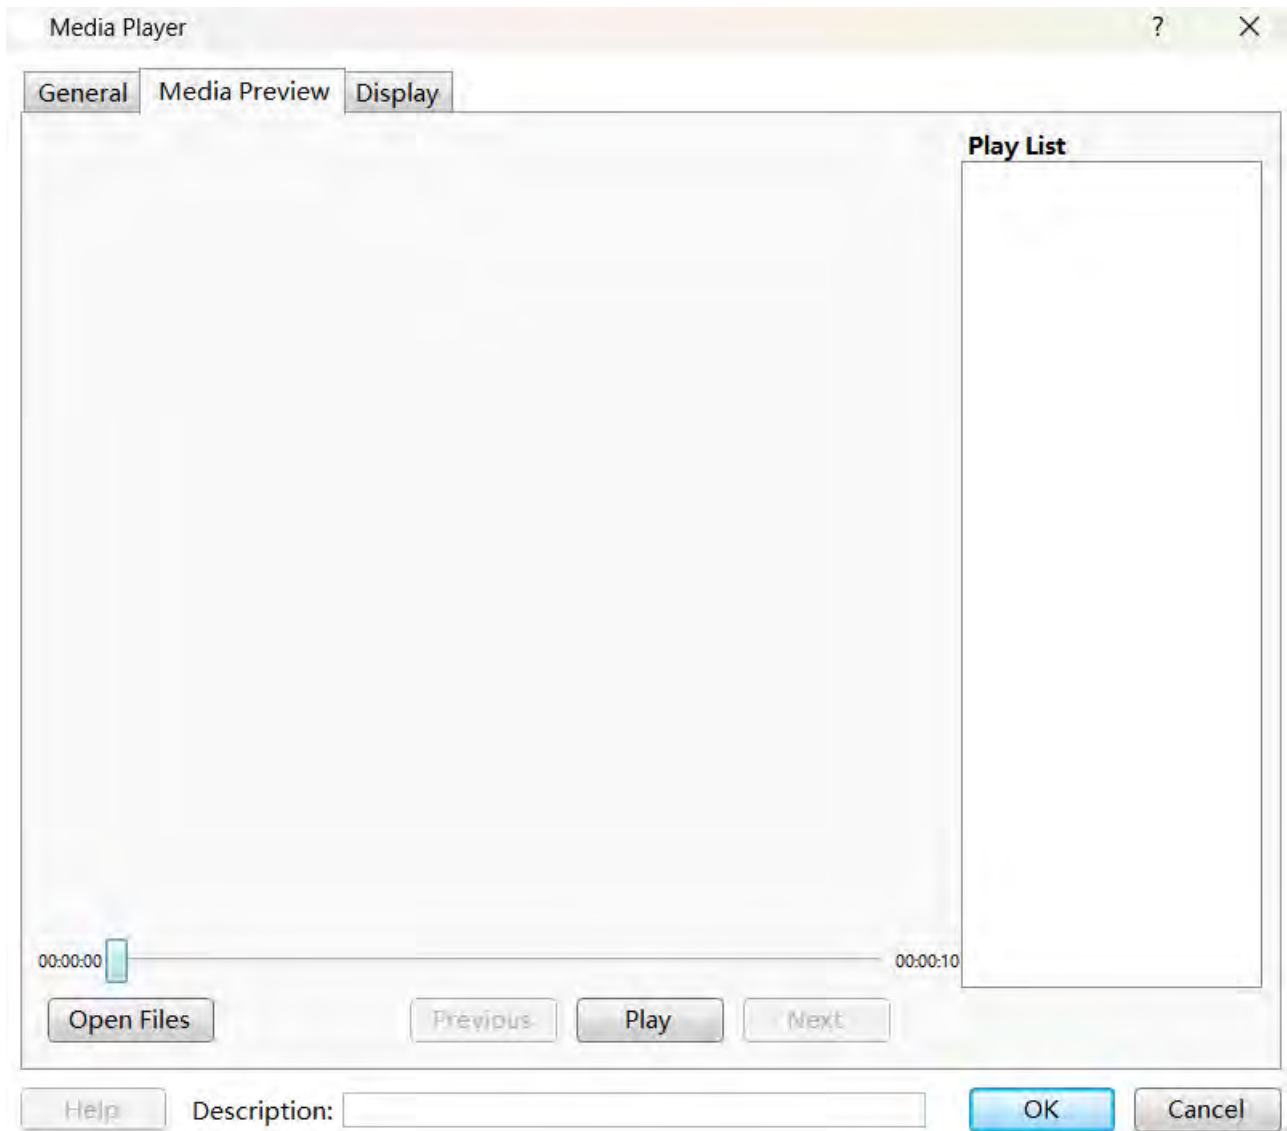 Media Player ?
General Media Preview Display
Play List
00:00:00 00:00:10
Open Files Previous Play Next
Help Description: OK Cancel